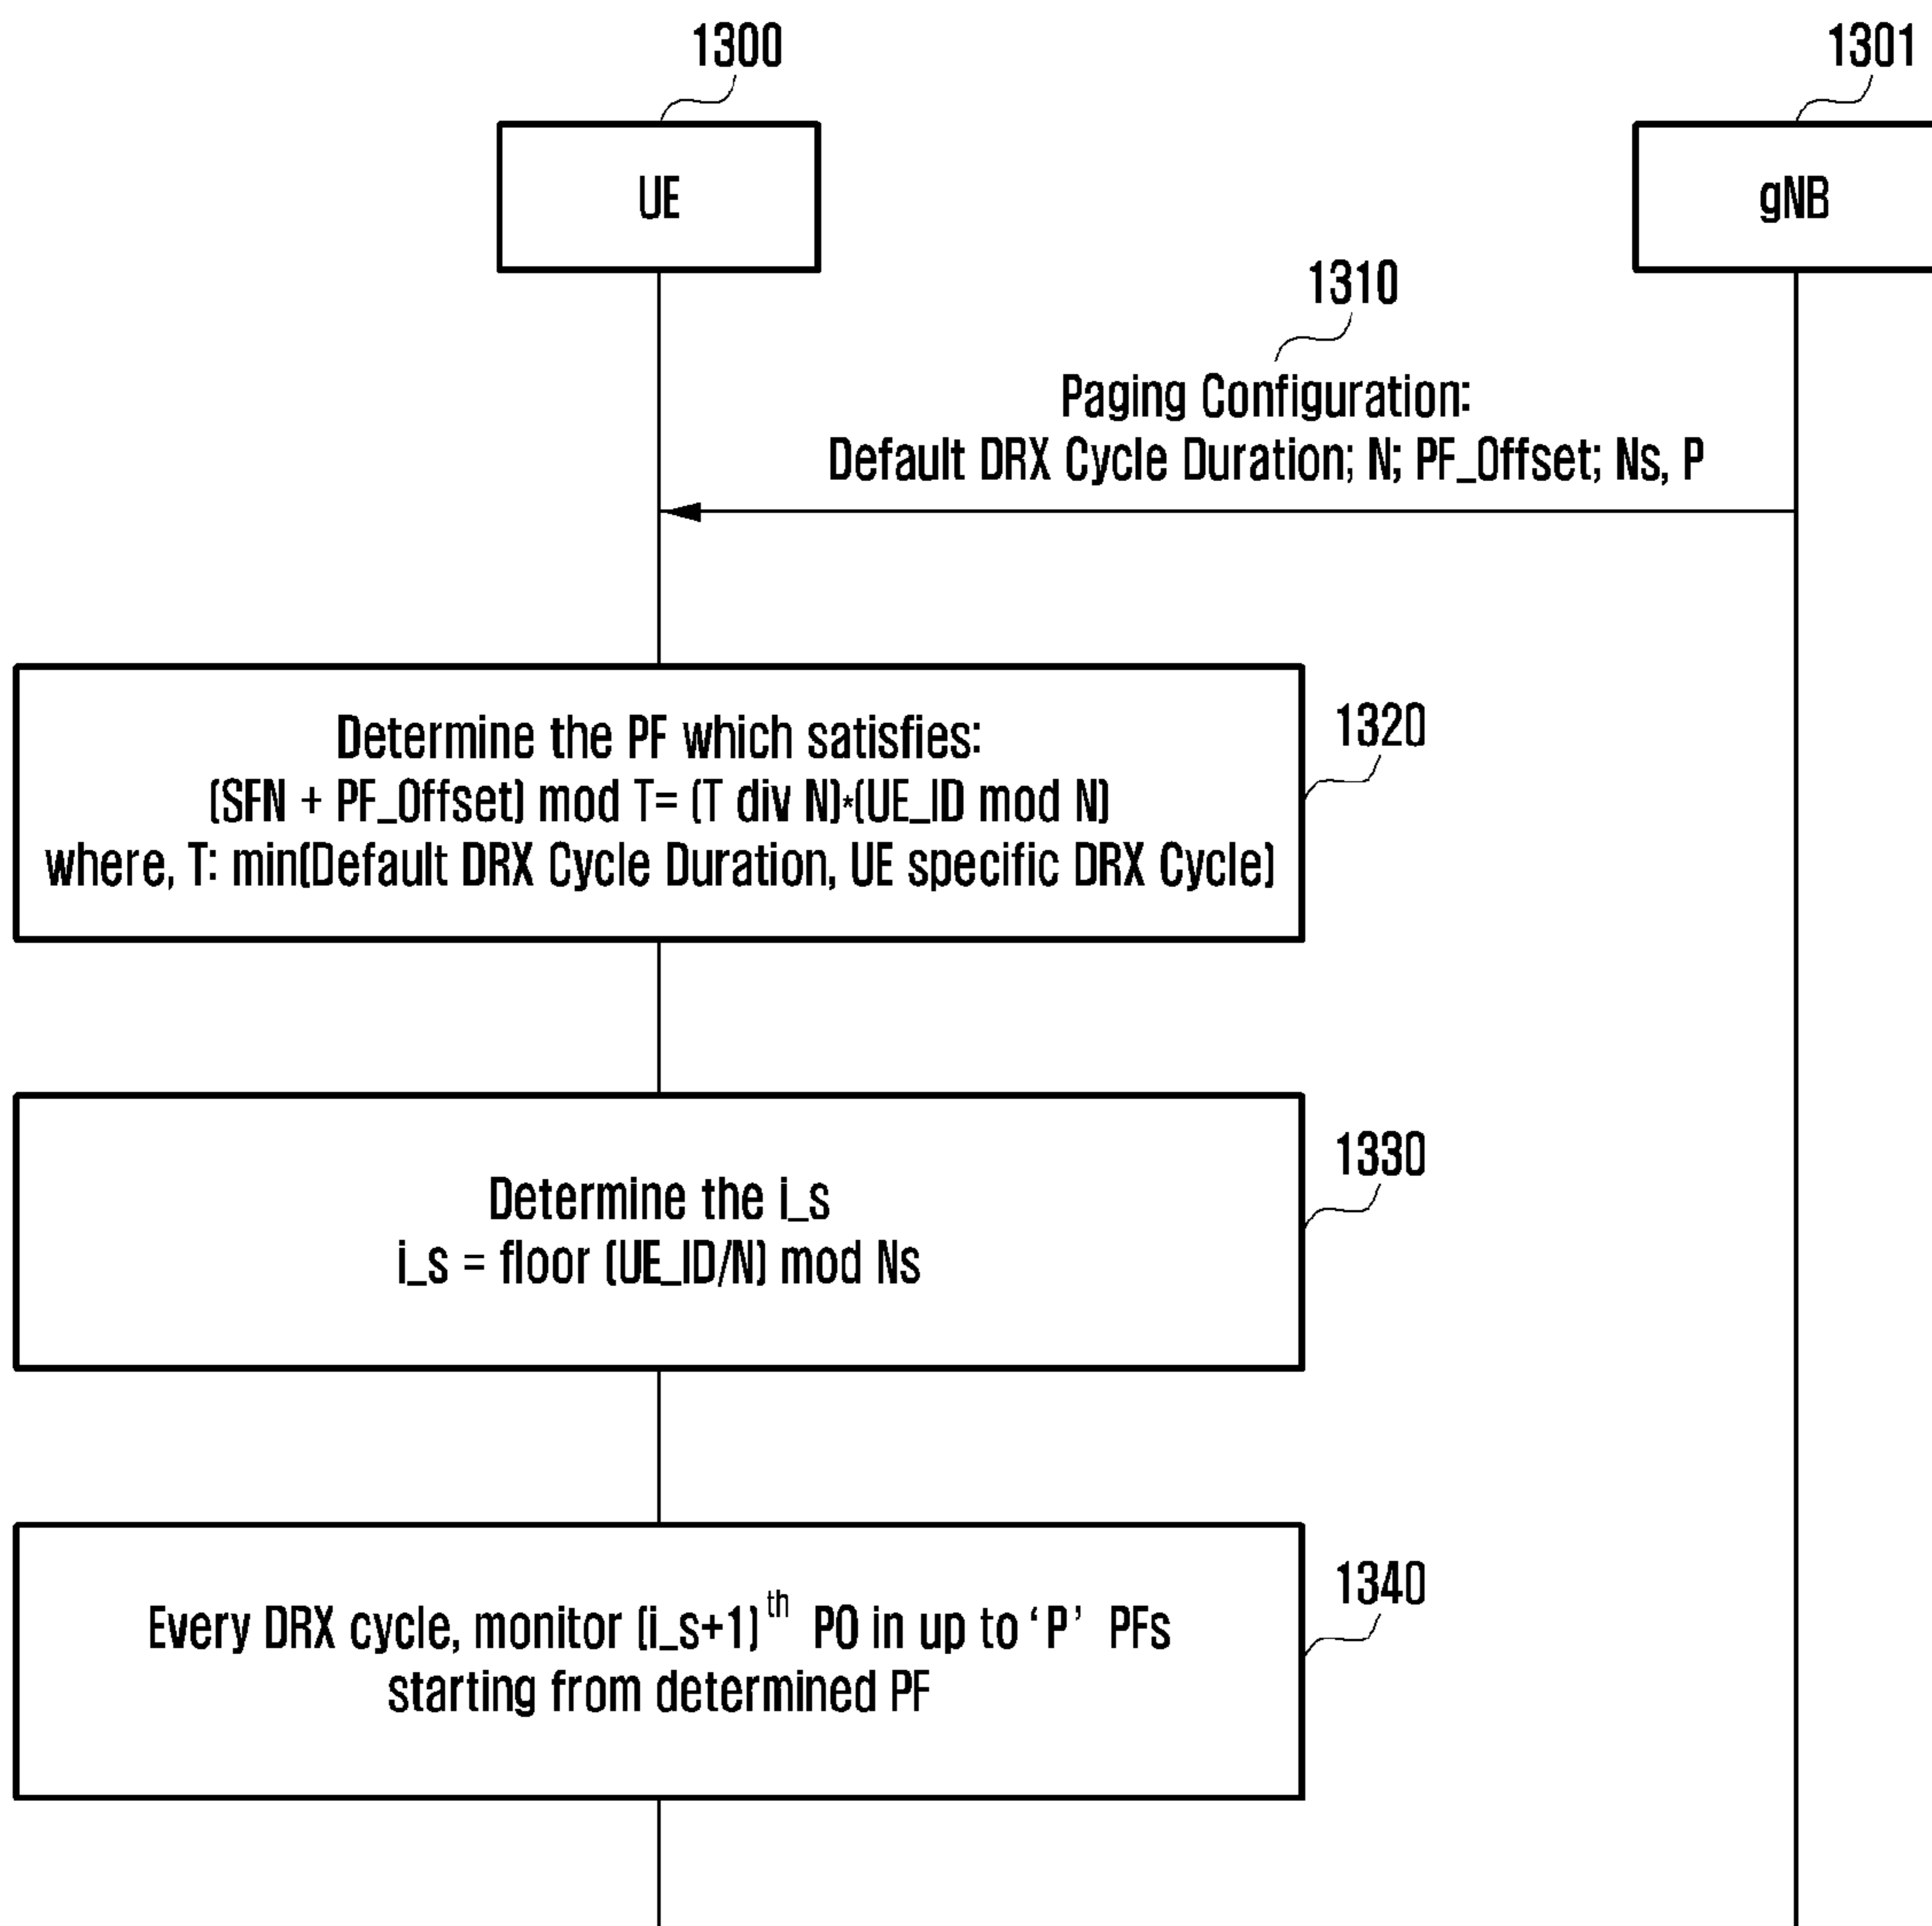 1300
1301
UE
gNB
1310
Paging Configuration:
Default DRX Cycle Duration; N; PF_Offset; Ns, P
Determine the PF which satisfies:
(SFN + PF_Offset) mod T= (T div N)*(UE_ID mod N)
where, T: min(Default DRX Cycle Duration, UE specific DRX Cycle)
1320
Determine the i_s
i_s = floor (UE_ID/N) mod Ns
1330
Every DRX cycle, monitor (i_s+1)th PO in up to ‘P’ PFs
starting from determined PF
1340